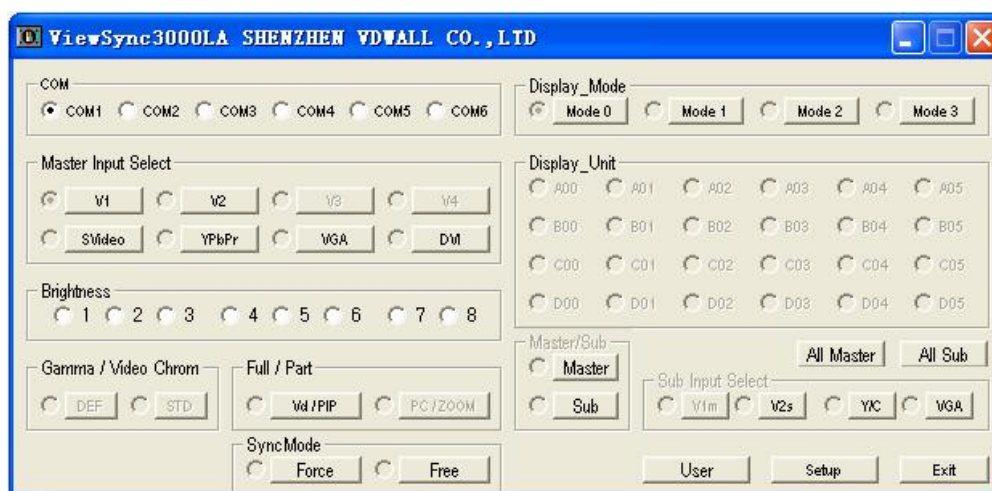 ViewSync3000LA SHENZHEN VDWALL CO.,LTD
COM
COM1 COM2 COM3 COM4 COM5 COM6
Display_Mode
Mode 0 Mode 1 Mode 2 Mode 3
Master Input Select
V1 V2 V3 V4
SVideo YPbPr VGA DVI
Display_Unit
A00 A01 A02 A03 A04 A05
B00 B01 B02 B03 B04 B05
C00 C01 C02 C03 C04 C05
D00 D01 D02 D03 D04 D05
Brightness
1 2 3 4 5 6 7 8
Gamma / Video Chrom
DEF STD
Full / Part
Vd/PIP PC/ZOOM
SyncMode
Force Free
Master/Sub
Master
Sub
All Master All Sub
Sub Input Select
V1m V2s Y/C VGA
User Setup Exit